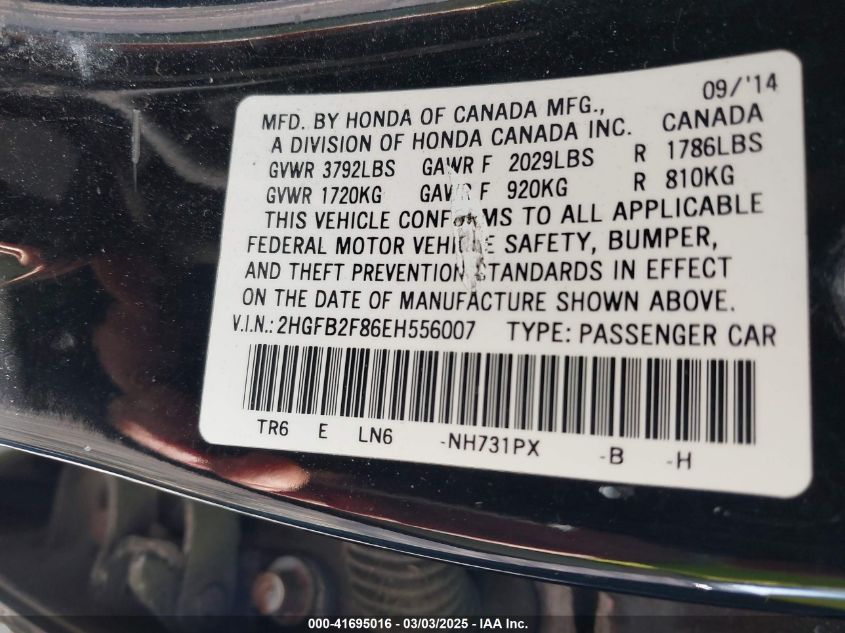 09/'14
MFD. BY HONDA OF CANADA MFG., CANADA
A DIVISION OF HONDA CANADA INC.
GVWR 3792LBS GAWR F 2029LBS R 1786LBS
GVWR 1720KG GAWR F 920KG R 810KG
THIS VEHICLE CONFORMS TO ALL APPLICABLE
FEDERAL MOTOR VEHICLE SAFETY, BUMPER,
AND THEFT PREVENTION STANDARDS IN EFFECT
ON THE DATE OF MANUFACTURE SHOWN ABOVE.
V.I.N.: 2HGFB2F86EH556007 TYPE: PASSENGER CAR
TR6 E LN6 -NH731PX -B -H
000-41695016 - 03/03/2025 - IAA Inc.